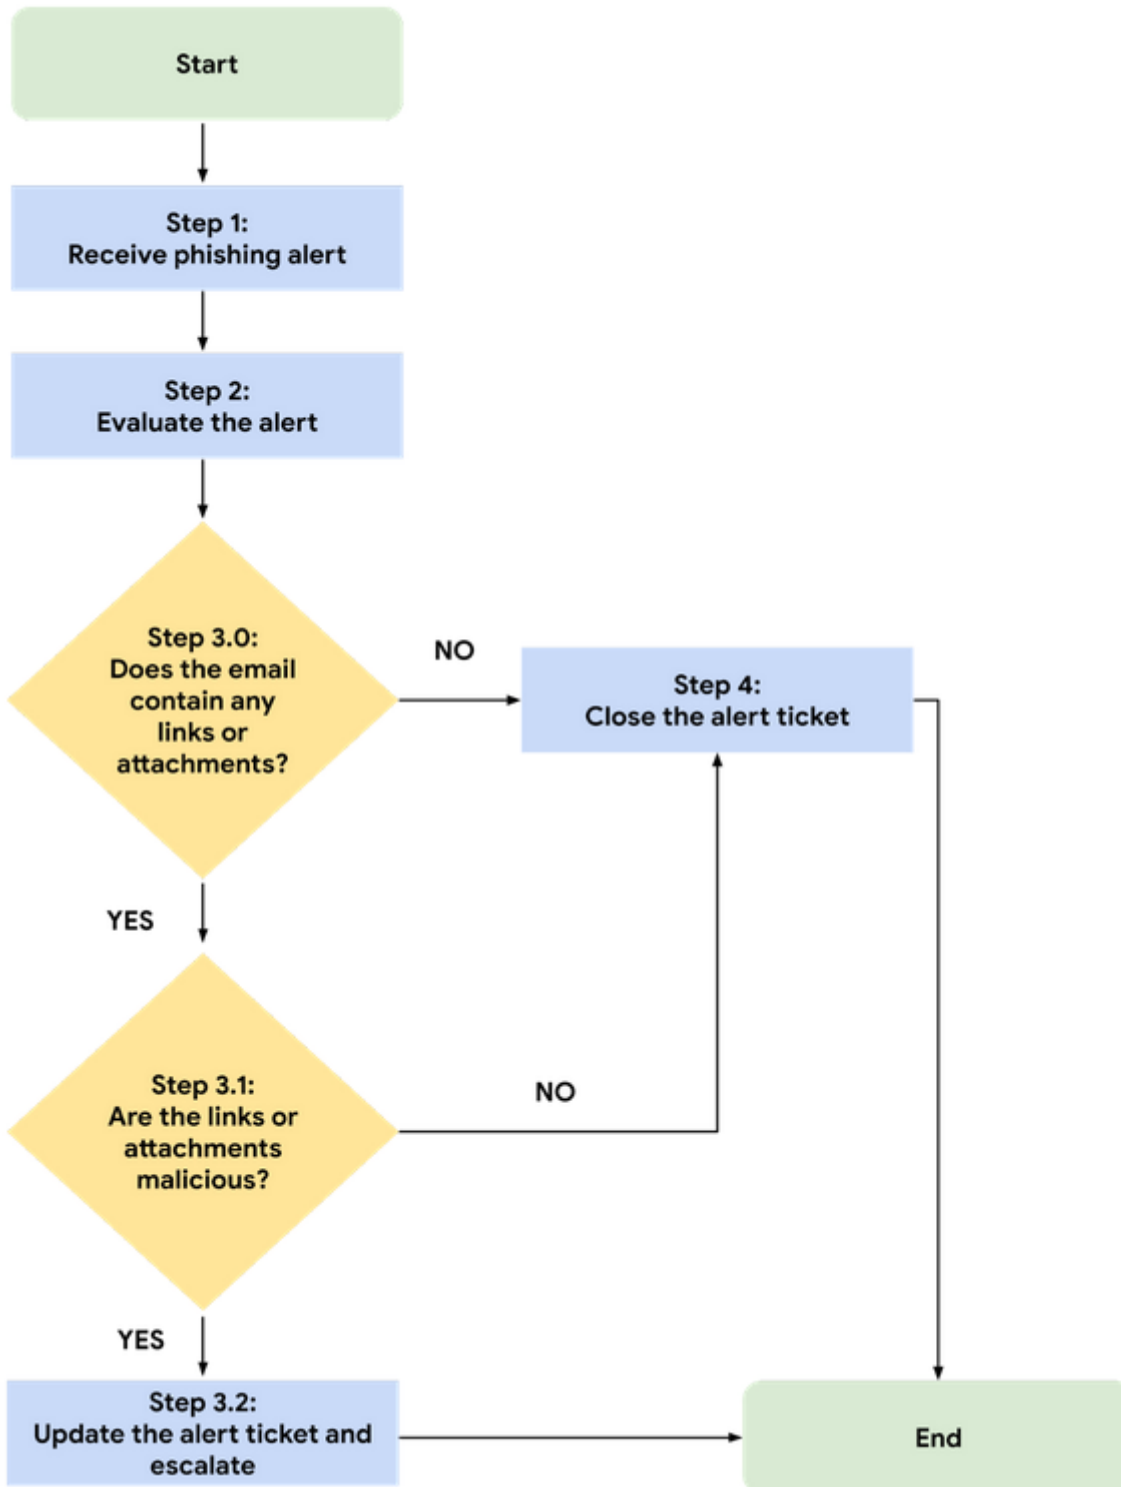 Start
Step 1:
Receive phishing alert
Step 2:
Evaluate the alert
Step 3.0:
Does the email
contain any
links or
attachments?
NO
Step 4:
Close the alert ticket
YES
Step 3.1:
Are the links or
attachments
malicious?
NO
YES
Step 3.2:
Update the alert ticket and
escalate
End